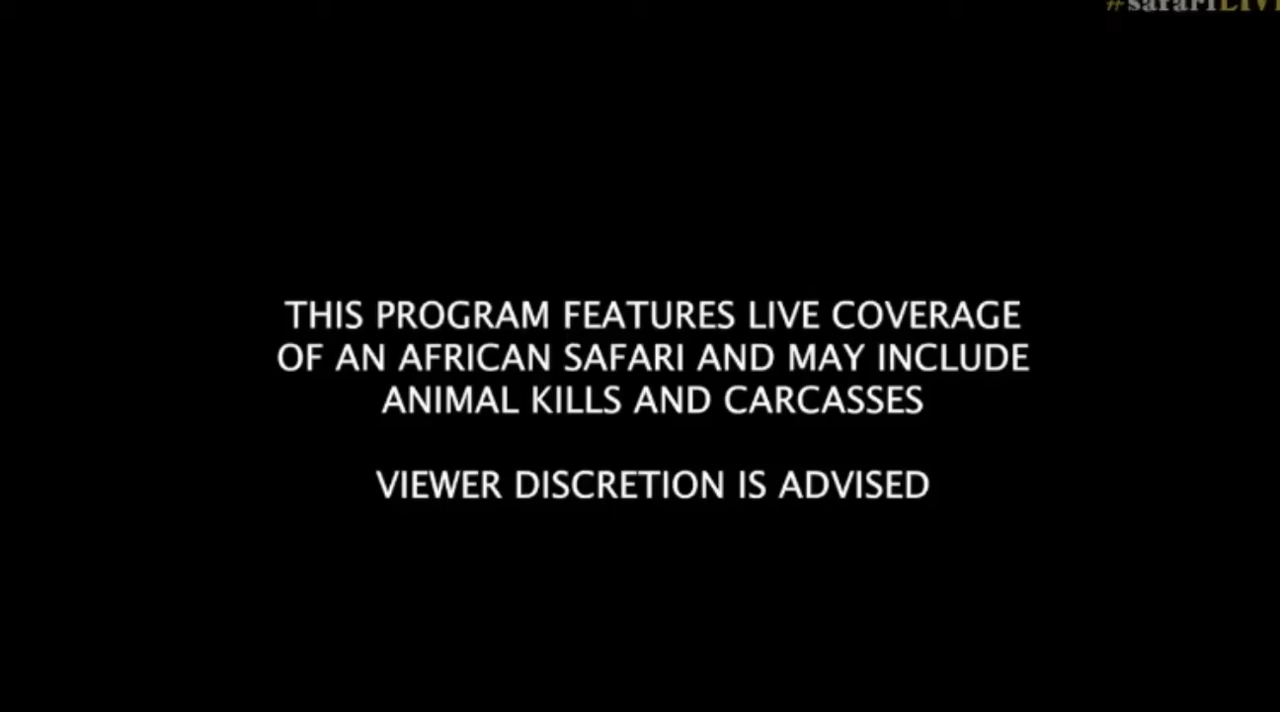 #safariLIVE
THIS PROGRAM FEATURES LIVE COVERAGE
OF AN AFRICAN SAFARI AND MAY INCLUDE
ANIMAL KILLS AND CARCASSES
VIEWER DISCRETION IS ADVISED